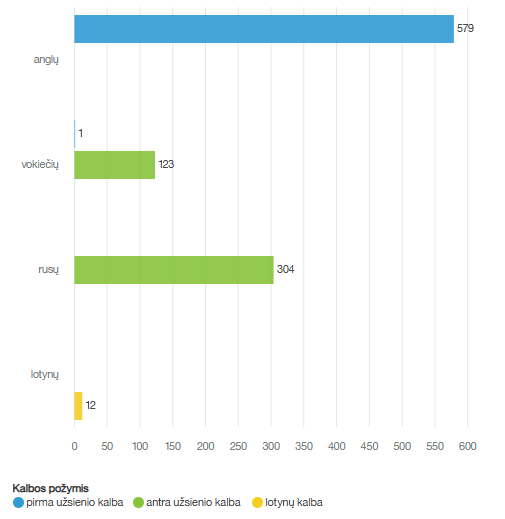 579
anglų
1
vokiečių
123
rusų
304
lotynų
12
0 50 100 150 200 250 300 350 400 450 500 550 600
Kalbos požymis
pirma užsienio kalba antra užsienio kalba lotynų kalba